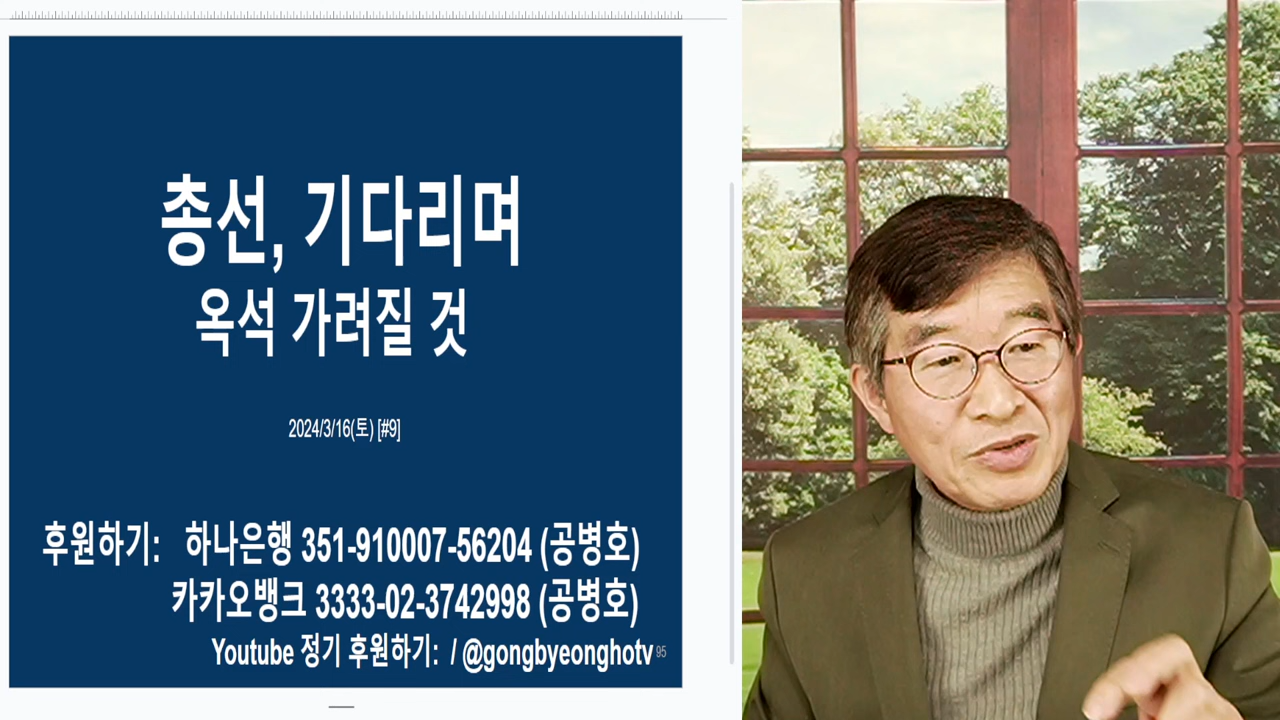 총선, 기다리며
옥석 가려질 것
2024/3/16(토) [#9]
후원하기: 하나은행 351-910007-56204 (공병호)
카카오뱅크 3333-02-3742998 (공병호)
Youtube 정기 후원하기: / @gongbyeonghotv
95